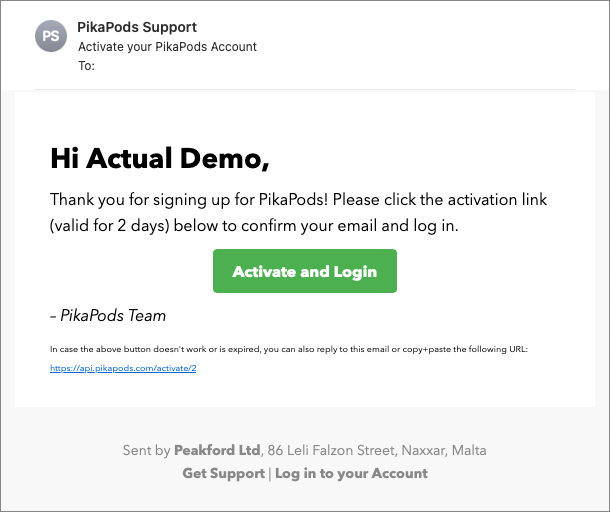 PS
PikaPods Support
Activate your PikaPods Account
To:
Hi Actual Demo,
Thank you for signing up for PikaPods! Please click the activation link
(valid for 2 days) below to confirm your email and log in.
Activate and Login
– PikaPods Team
In case the above button doesn't work or is expired, you can also reply to this email or copy+paste the following URL:
https://api.pikapods.com/activate/2
Sent by Peakford Ltd, 86 Leli Falzon Street, Naxxar, Malta
Get Support | Log in to your Account